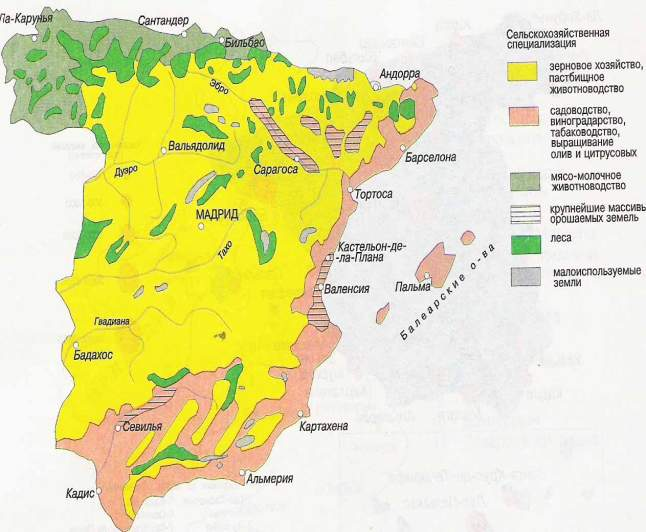 Ла-Карунья
Сантандер
Бильбао
Андорра
Эбро
Вальядолид
Сарагоса
Барселона
Дуэро
Тортоса
МАДРИД
Тахо
Кастельон-де-
-ла-Плана
Валенсия
Пальма
Балеарские о-ва
Гвадиана
Бадахос
Севилья
Картахена
Альмерия
Кадис
Сельскохозяйственная
специализация
зерновое хозяйство,
пастбищное
животноводство
садоводство,
виноградарство,
табаководство,
выращивание
олив и цитрусовых
мясо-молочное
животноводство
крупнейшие массивы
орошаемых земель
леса
малоиспользуемые
земли